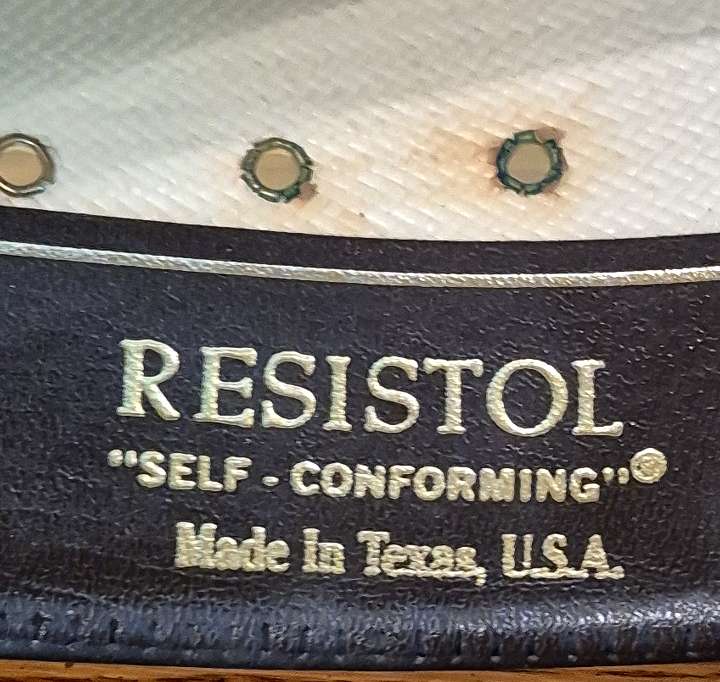 RESISTOL
"SELF - CONFORMING"®
Made in Texas, U.S.A.